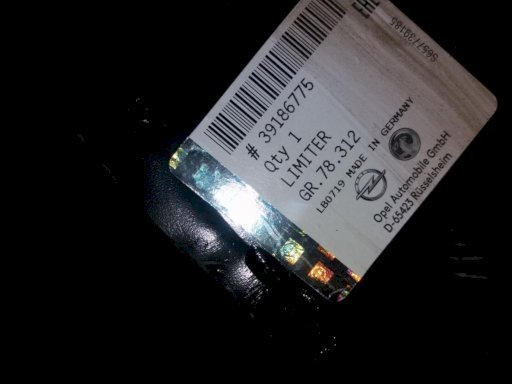 # 39186775
Qty 1
LIMITER
GR.78.312
LB0719 MADE IN GERMANY
Opel Automobile GmbH
D-65423 Rüsselsheim